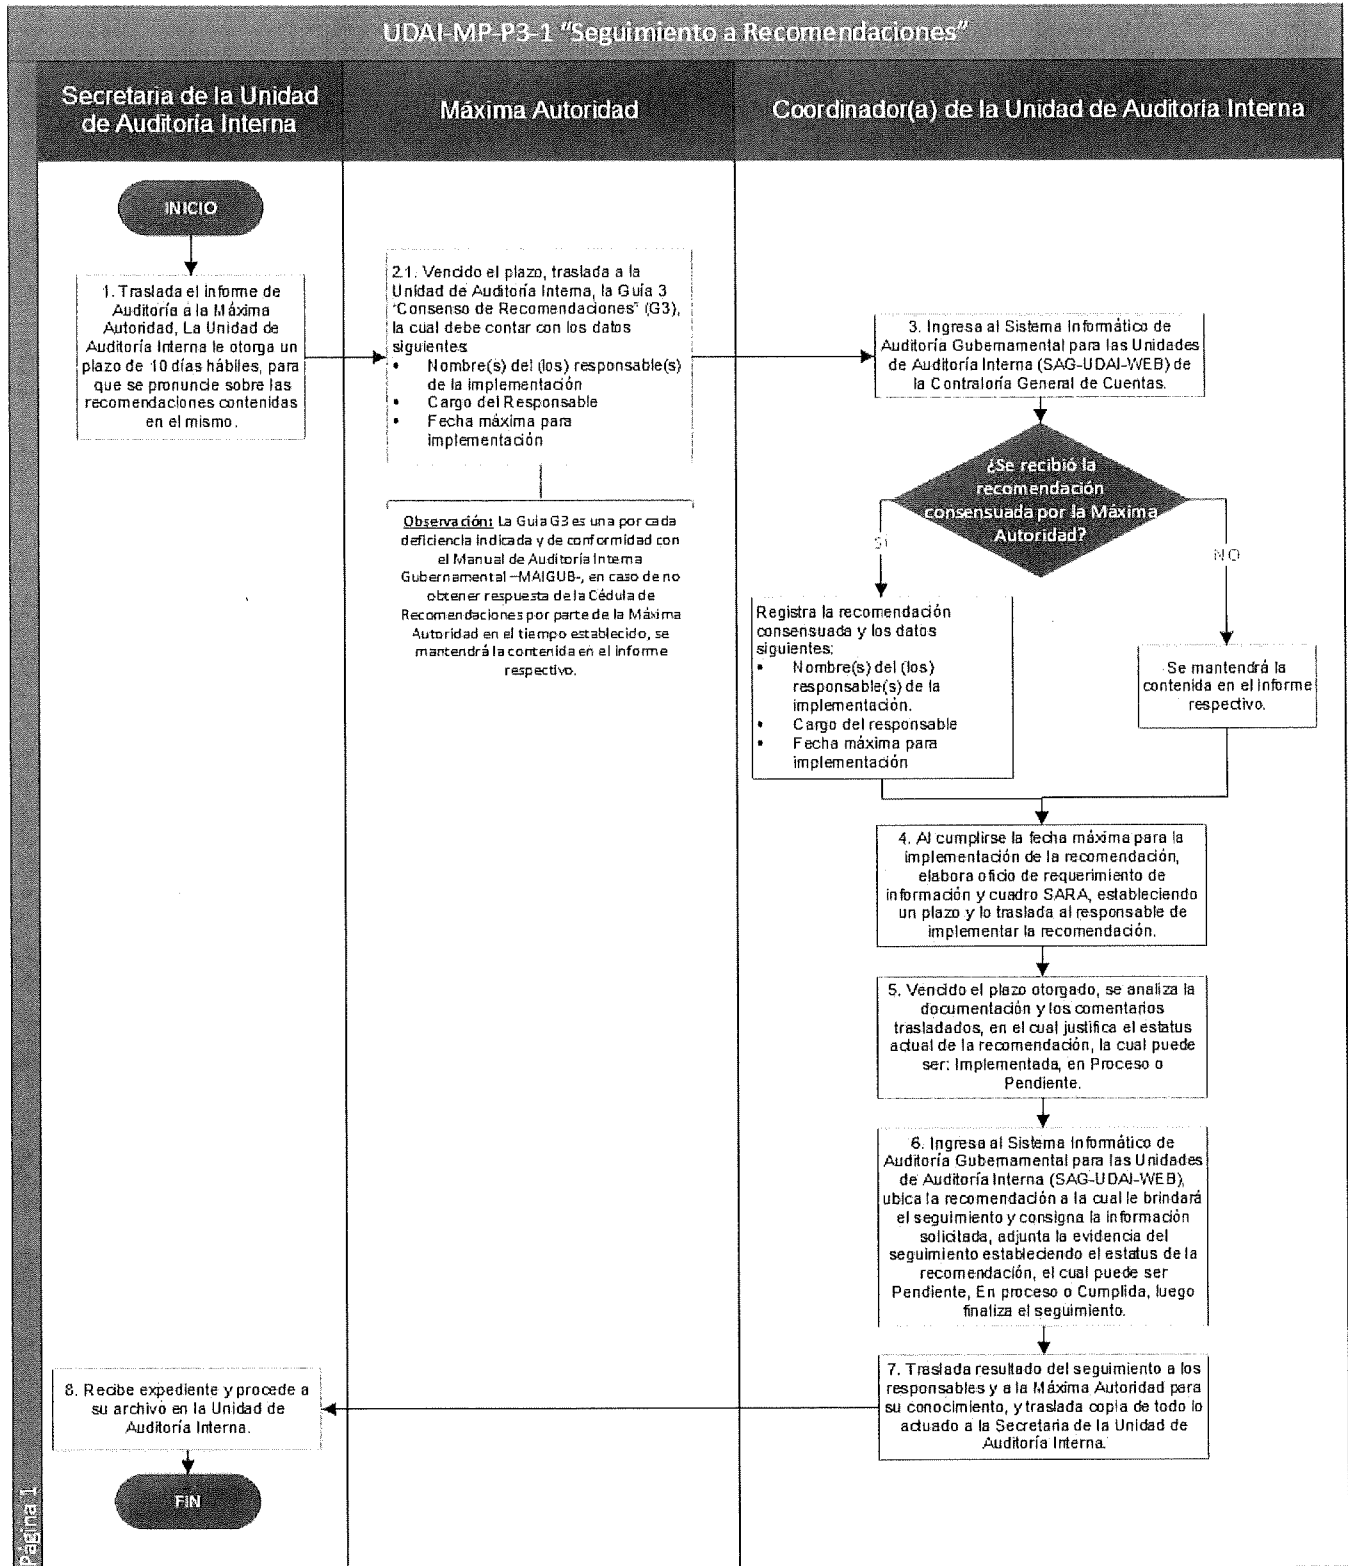 UDAI-MP-P3-1 "Seguimiento a Recomendaciones"
Secretaria de la Unidad
de Auditoría Interna
Máxima Autoridad
Coordinador(a) de la Unidad de Auditoría Interna
INICIO
1. Traslada el informe de
Auditoría a la Máxima
Autoridad, La Unidad de
Auditoría Interna le otorga un
plazo de 10 días hábiles, para
que se pronuncie sobre las
recomendaciones contenidas
en el mismo.
2.1. Vencido el plazo, traslada a la
Unidad de Auditoría Interna, la Guía 3
"Consenso de Recomendaciones" (G3),
la cual debe contar con los datos
siguientes:
• Nombre(s) del (los) responsable(s)
de la implementación
• Cargo del Responsable
• Fecha máxima para
implementación
Observación: La Guía G3 es una por cada
deficiencia indicada y de conformidad con
el Manual de Auditoría Interna
Gubernamental –MAIGUB-, en caso de no
obtener respuesta de la Cédula de
Recomendaciones por parte de la Máxima
Autoridad en el tiempo establecido, se
mantendrá la contenida en el informe
respectivo.
3. Ingresa al Sistema Informático de
Auditoría Gubernamental para las Unidades
de Auditoría Interna (SAG-UDAI-WEB) de
la Contraloría General de Cuentas.
¿Se recibió la
recomendación
consensuada por la Máxima
Autoridad?
SI
NO
Registra la recomendación
consensuada y los datos
siguientes:
• Nombre(s) del (los)
responsable(s) de la
implementación.
• Cargo del responsable
• Fecha máxima para
implementación
Se mantendrá la
contenida en el informe
respectivo.
4. Al cumplirse la fecha máxima para la
implementación de la recomendación,
elabora oficio de requerimiento de
información y cuadro SARA, estableciendo
un plazo y lo traslada al responsable de
implementar la recomendación.
5. Vencido el plazo otorgado, se analiza la
documentación y los comentarios
trasladados, en el cual justifica el estatus
actual de la recomendación, la cual puede
ser: Implementada, en Proceso o
Pendiente.
6. Ingresa al Sistema Informático de
Auditoría Gubernamental para las Unidades
de Auditoría Interna (SAG-UDAI-WEB),
ubica la recomendación a la cual le brindará
el seguimiento y consigna la información
solicitada, adjunta la evidencia del
seguimiento estableciendo el estatus de la
recomendación, el cual puede ser
Pendiente, En proceso o Cumplida, luego
finaliza el seguimiento.
7. Traslada resultado del seguimiento a los
responsables y a la Máxima Autoridad para
su conocimiento, y traslada copia de todo lo
actuado a la Secretaria de la Unidad de
Auditoría Interna.
8. Recibe expediente y procede a
su archivo en la Unidad de
Auditoría Interna.
FIN
Página 1